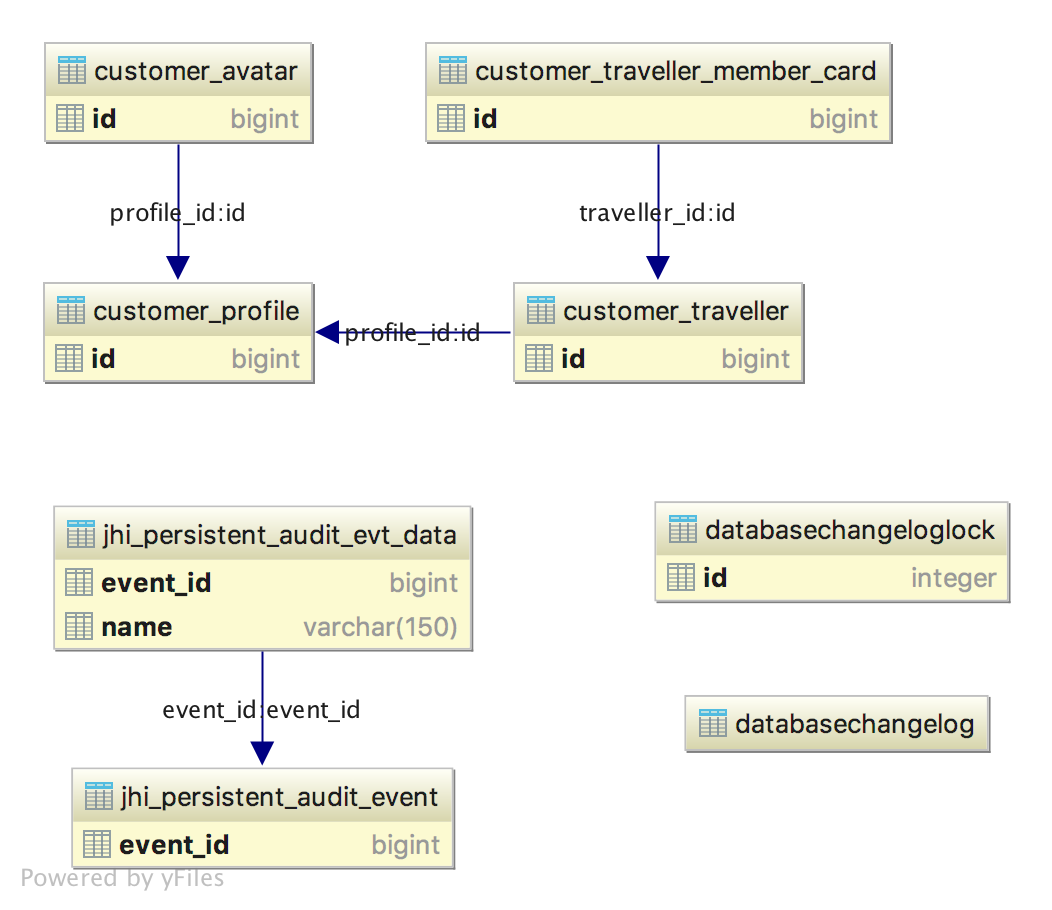 customer_avatar
id bigint
customer_traveller_member_card
id bigint
profile_id:id
traveller_id:id
customer_profile
id bigint
profile_id:id
customer_traveller
id bigint
jhi_persistent_audit_evt_data
event_id bigint
name varchar(150)
databasechangeloglock
id integer
event_id:event_id
databasechangelog
jhi_persistent_audit_event
event_id bigint
Powered by yFiles